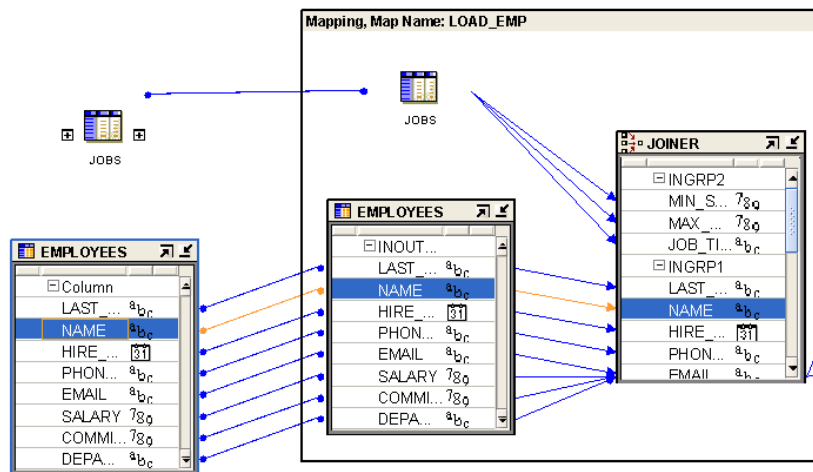 Mapping, Map Name: LOAD_EMP
JOBS
JOBS
EMPLOYEES
Column
LAST_...
NAME
HIRE_...
PHON...
EMAIL
SALARY
COMMI...
DEPA...
EMPLOYEES
INOUT...
LAST_...
NAME
HIRE_...
PHON...
EMAIL
SALARY
COMMI...
DEPA...
JOINER
INGRP2
MIN_S...
MAX_...
JOB_TI...
INGRP1
LAST_...
NAME
HIRE_...
PHON...
EMAIL